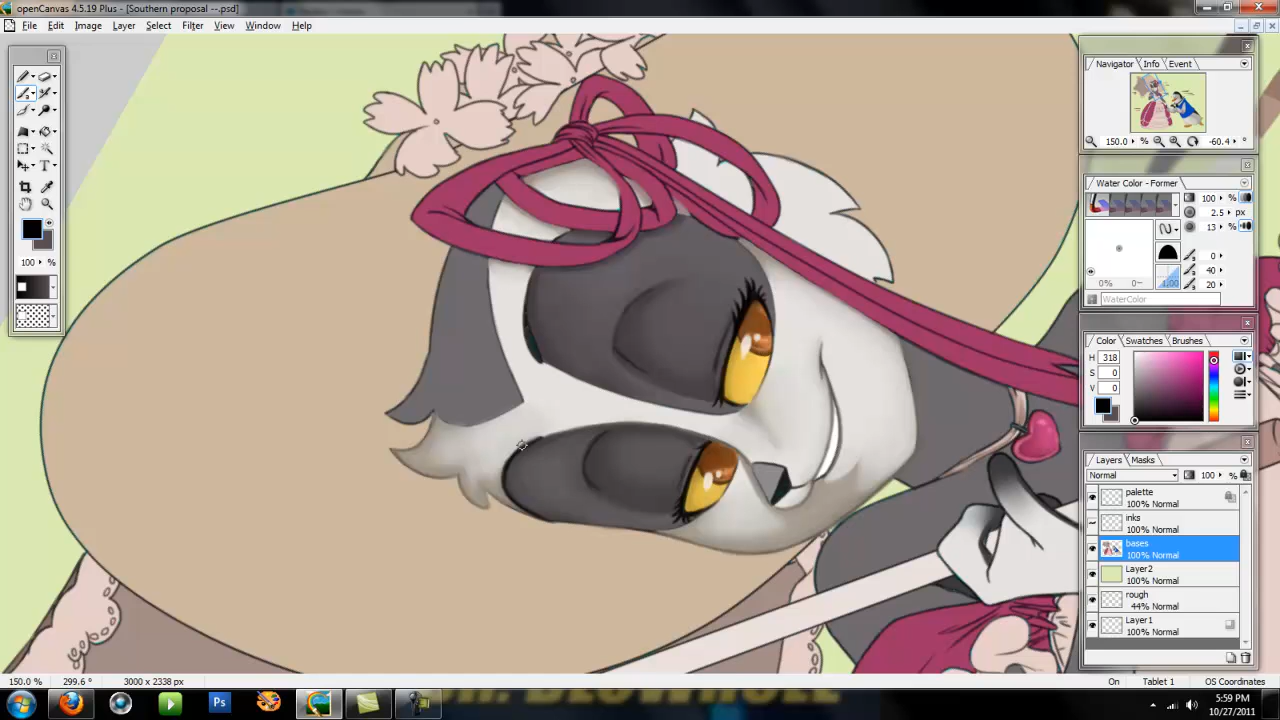 openCanvas 4.5.19 Plus - [Southern proposal --.psd]
File Edit Image Layer Select Filter View Window Help
100 %
Navigator Info Event
150.0 % -60.4 °
Water Color - Former
100 %
2.5 px
13 %
0
40
20
0% 0~ 100
WaterColor
Color Swatches Brushes
H 318
S 0
V 0
Layers Masks
Normal 100 %
palette
100% Normal
inks
100% Normal
bases
100% Normal
Layer2
100% Normal
rough
44% Normal
Layer1
100% Normal
150.0 % 299.6 ° 3000 x 2338 px On Tablet 1 OS Coordinates
Ps
5:59 PM
10/27/2011